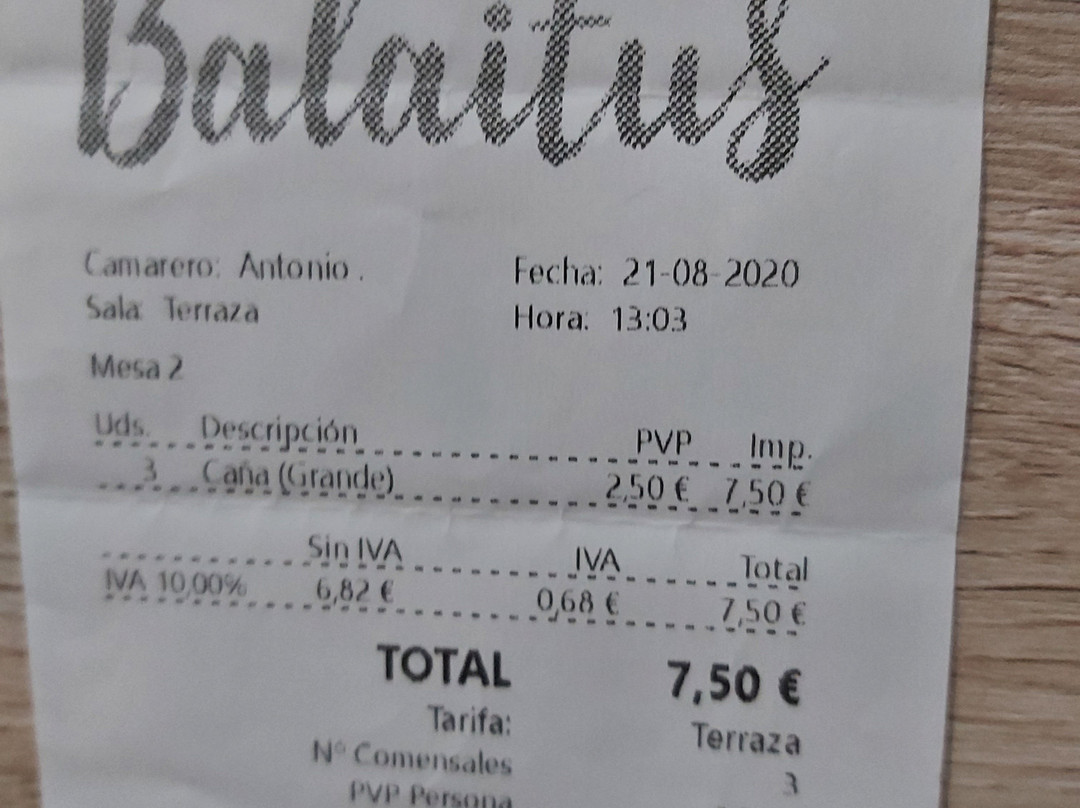 Balaitus
Camarero: Antonio .
Fecha: 21-08-2020
Sala: Terraza
Hora: 13:03
Mesa 2
Uds. Descripción PVP Imp.
3 Caña (Grande) 2,50 € 7,50 €
Sin IVA IVA Total
IVA 10,00% 6,82 € 0,68 € 7,50 €
TOTAL 7,50 €
Tarifa: Terraza
Nº Comensales 3
PVP Persona